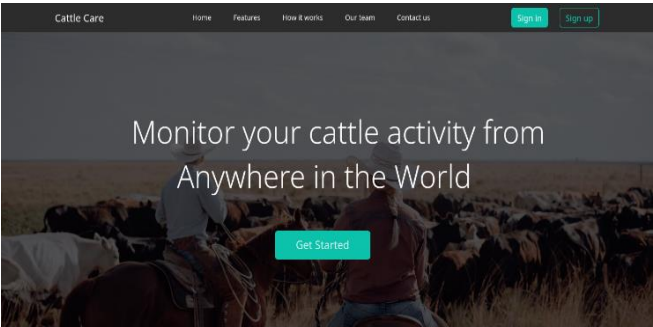 Cattle Care
Home Features How it works Our team Contact us
Sign in Sign up
Monitor your cattle activity from
Anywhere in the World
Get Started